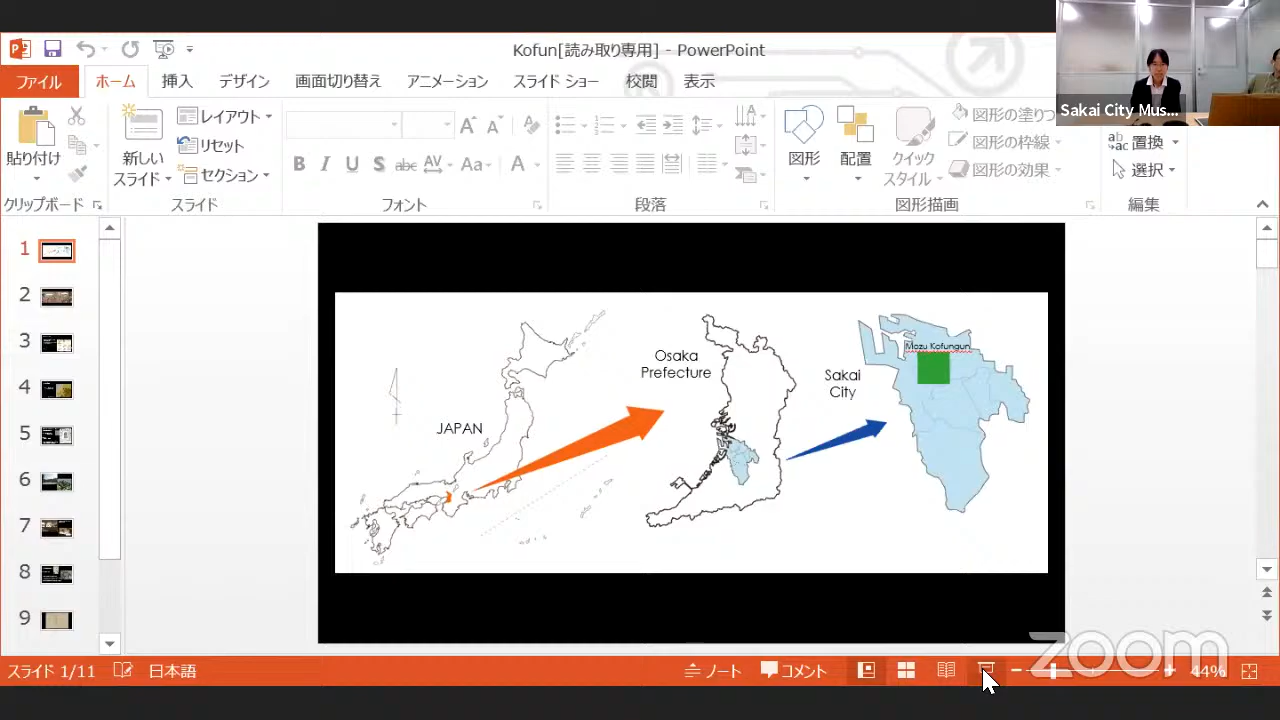 Kofun[読み取り専用] - PowerPoint
ファイル ホーム 挿入 デザイン 画面切り替え アニメーション スライド ショー 校閲 表示
Sakai City Mus...
貼り付け
新しい
スライド
レイアウト
リセット
セクション
B I U S abc AV Aa A
図形
配置
クイック
スタイル
図形の塗りつ
図形の枠線
図形の効果
置換
選択
クリップボード スライド フォント 段落 図形描画 編集
1
2
3
4
5
6
7
8
9
JAPAN
Osaka
Prefecture
Sakai
City
Mozu Kofungun
スライド 1/11 日本語 ノート コメント 44%
zoom